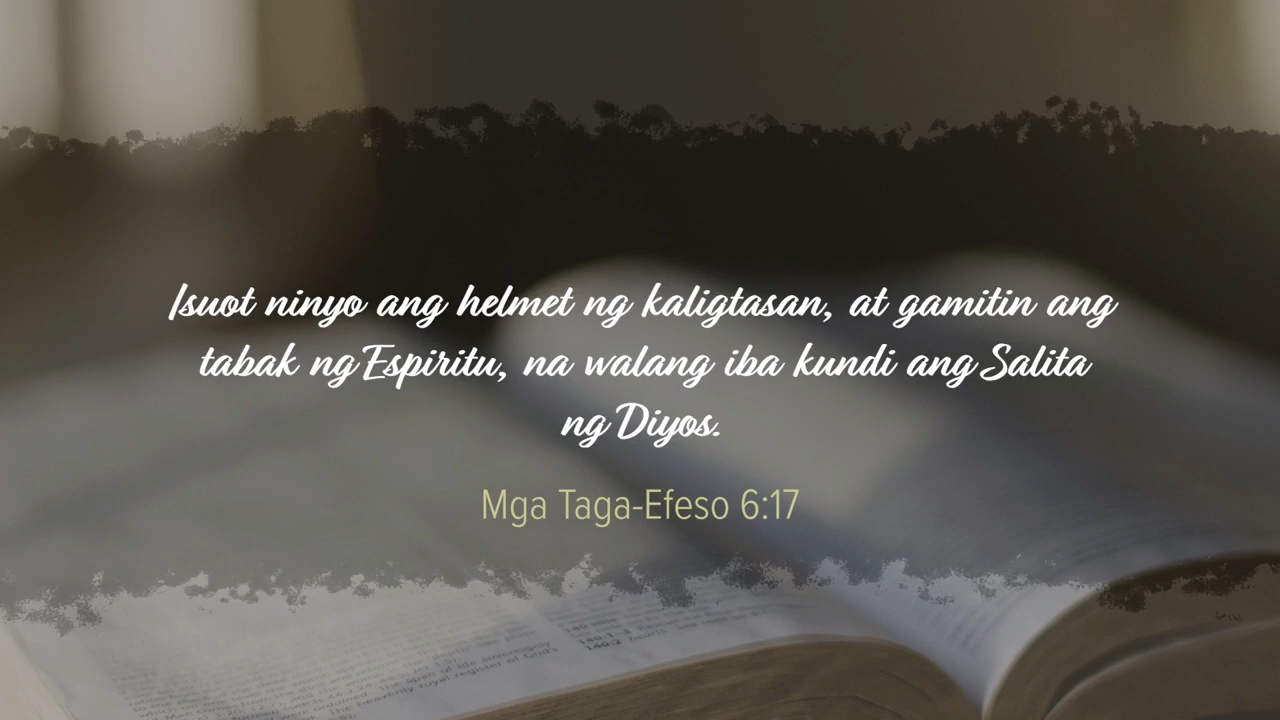 Isuot ninyo ang helmet ng kaligtasan, at gamitin ang
tabak ng Espiritu, na walang iba kundi ang Salita
ng Diyos.
Mga Taga-Efeso 6:17